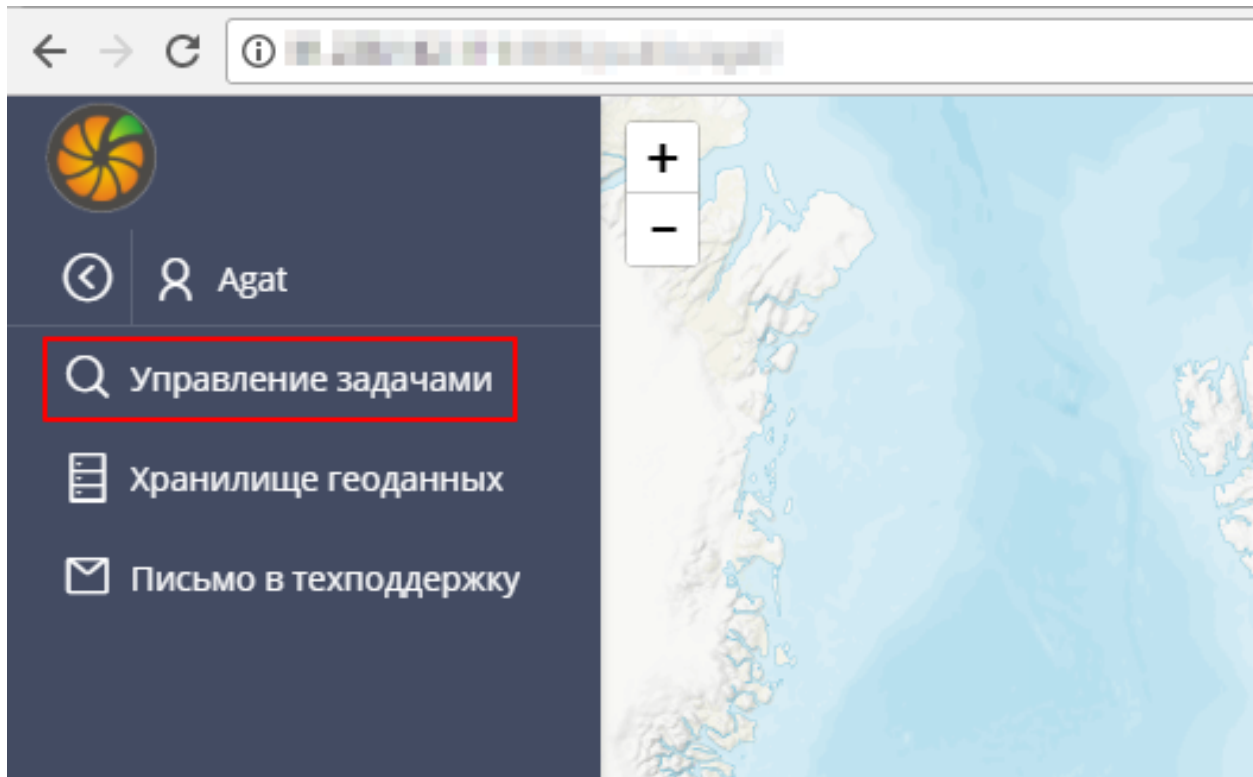 +
−
Agat
Управление задачами
Хранилище геоданных
Письмо в техподдержку